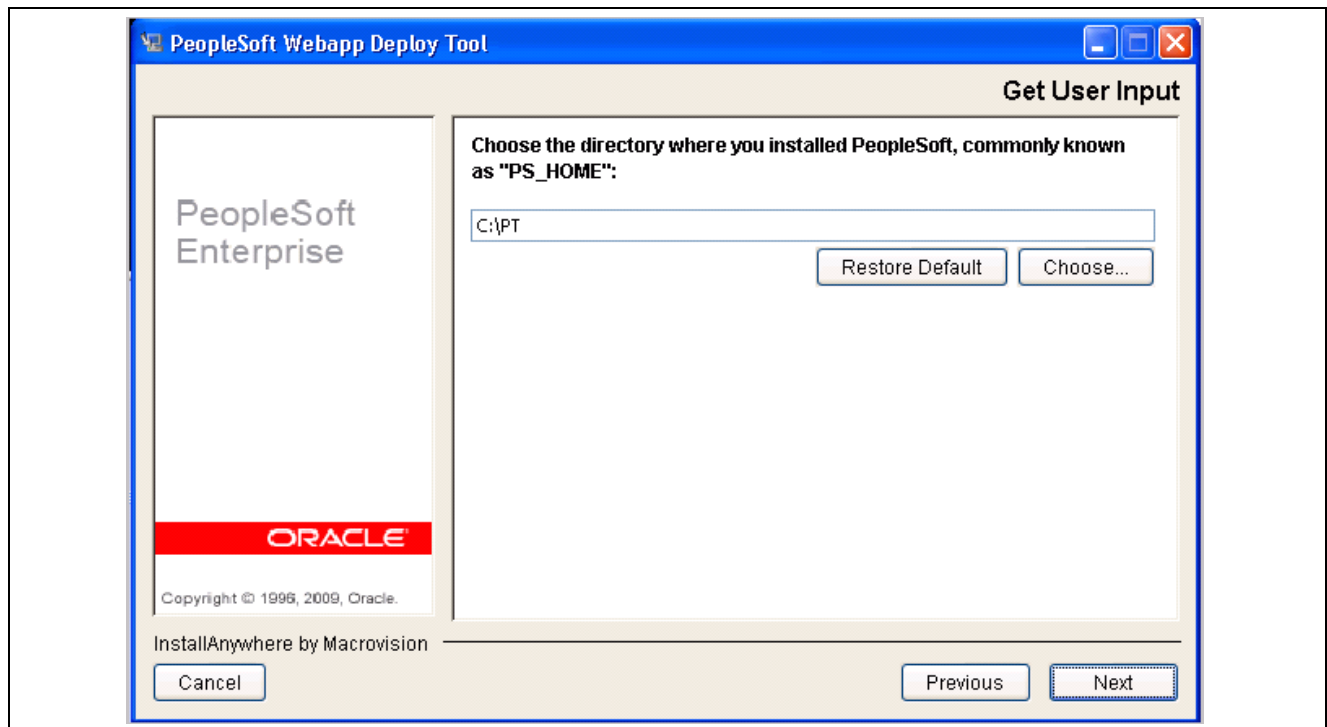 PeopleSoft Webapp Deploy Tool
Get User Input
PeopleSoft
Enterprise
ORACLE
Copyright © 1996, 2009, Oracle.
Choose the directory where you installed PeopleSoft, commonly known
as "PS_HOME":
C:\PT
Restore Default
Choose...
InstallAnywhere by Macrovision
Cancel
Previous
Next